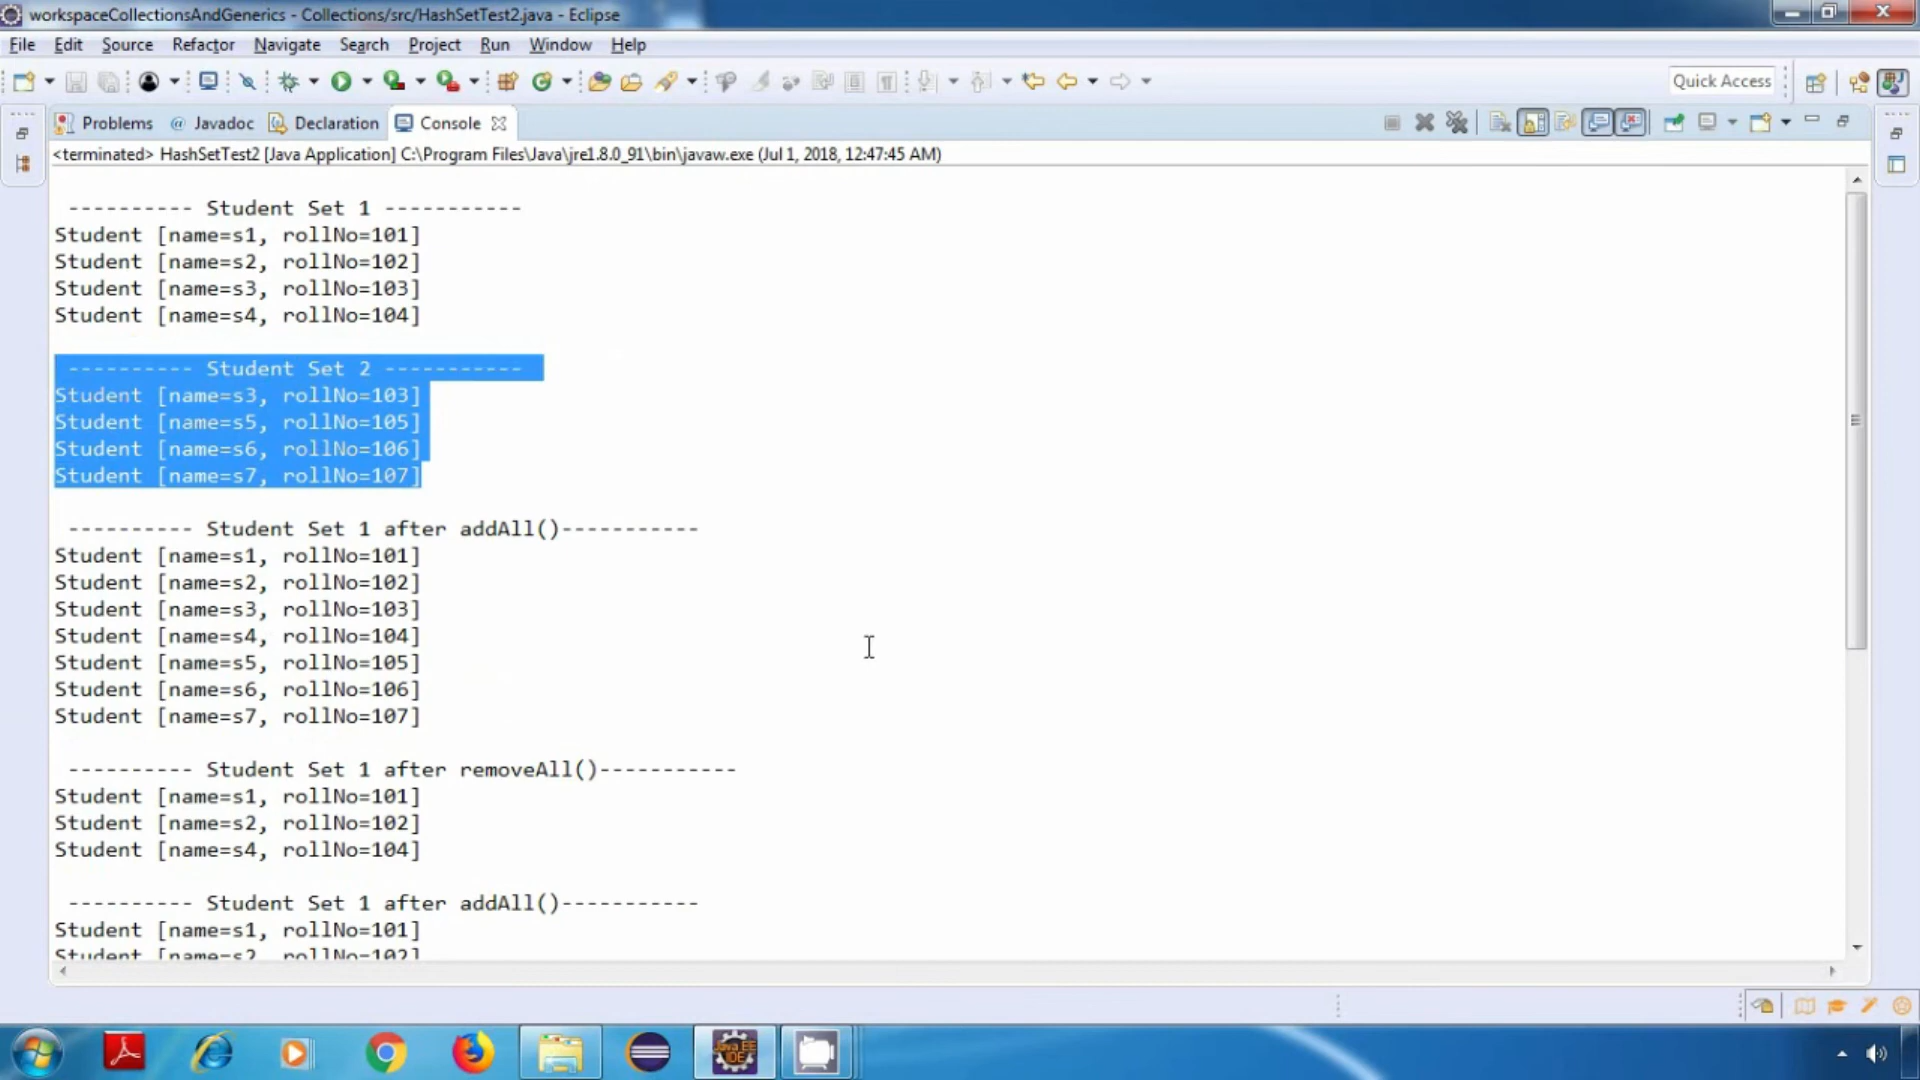 workspaceCollectionsAndGenerics - Collections/src/HashSetTest2.java - Eclipse
File Edit Source Refactor Navigate Search Project Run Window Help
Quick Access
Problems @ Javadoc Declaration Console
<terminated> HashSetTest2 [Java Application] C:\Program Files\Java\jre1.8.0_91\bin\javaw.exe (Jul 1, 2018, 12:47:45 AM)
---------- Student Set 1 -----------
Student [name=s1, rollNo=101]
Student [name=s2, rollNo=102]
Student [name=s3, rollNo=103]
Student [name=s4, rollNo=104]
---------- Student Set 2 -----------
Student [name=s3, rollNo=103]
Student [name=s5, rollNo=105]
Student [name=s6, rollNo=106]
Student [name=s7, rollNo=107]
---------- Student Set 1 after addAll()-----------
Student [name=s1, rollNo=101]
Student [name=s2, rollNo=102]
Student [name=s3, rollNo=103]
Student [name=s4, rollNo=104]
Student [name=s5, rollNo=105]
Student [name=s6, rollNo=106]
Student [name=s7, rollNo=107]
---------- Student Set 1 after removeAll()-----------
Student [name=s1, rollNo=101]
Student [name=s2, rollNo=102]
Student [name=s4, rollNo=104]
---------- Student Set 1 after addAll()-----------
Student [name=s1, rollNo=101]
Student [name=s2, rollNo=102]
Java EE
IDE